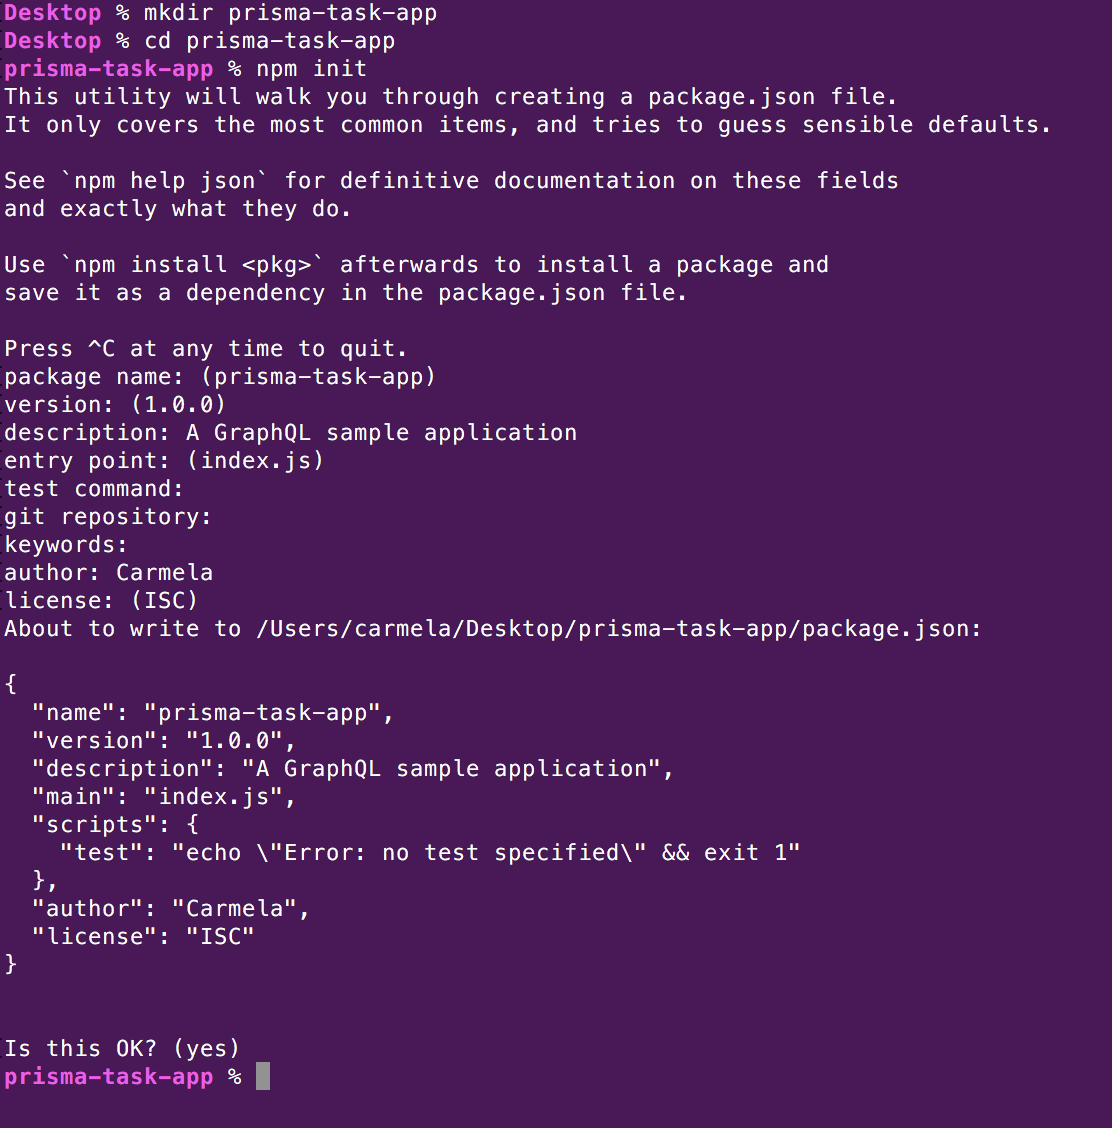 Desktop % mkdir prisma-task-app
Desktop % cd prisma-task-app
prisma-task-app % npm init
This utility will walk you through creating a package.json file.
It only covers the most common items, and tries to guess sensible defaults.
See `npm help json` for definitive documentation on these fields
and exactly what they do.
Use `npm install <pkg>` afterwards to install a package and
save it as a dependency in the package.json file.
Press ^C at any time to quit.
package name: (prisma-task-app)
version: (1.0.0)
description: A GraphQL sample application
entry point: (index.js)
test command:
git repository:
keywords:
author: Carmela
license: (ISC)
About to write to /Users/carmela/Desktop/prisma-task-app/package.json:
{
  "name": "prisma-task-app",
  "version": "1.0.0",
  "description": "A GraphQL sample application",
  "main": "index.js",
  "scripts": {
    "test": "echo \"Error: no test specified\" && exit 1"
  },
  "author": "Carmela",
  "license": "ISC"
}
Is this OK? (yes)
prisma-task-app %